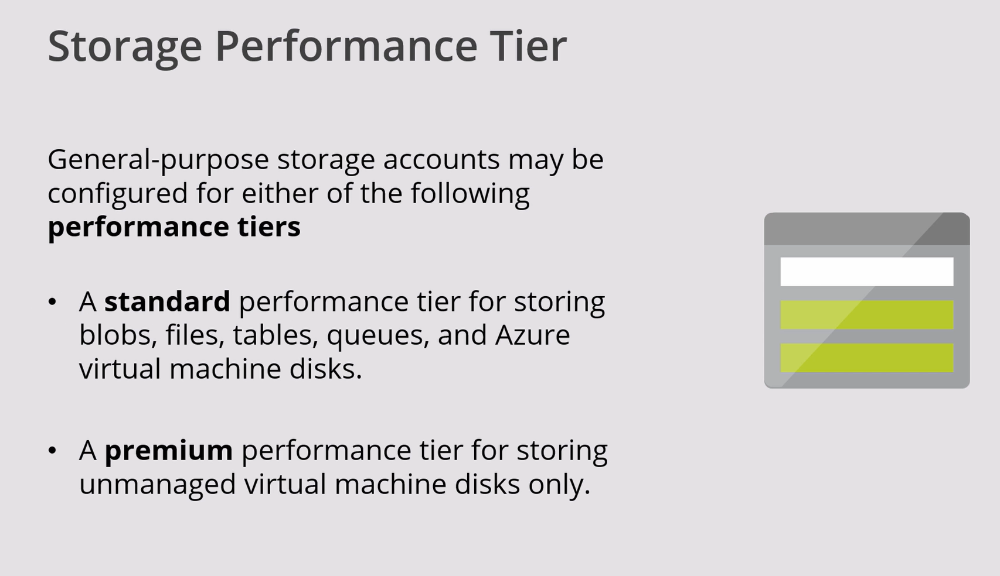 Storage Performance Tier
General-purpose storage accounts may be
configured for either of the following
performance tiers
• A standard performance tier for storing
blobs, files, tables, queues, and Azure
virtual machine disks.
• A premium performance tier for storing
unmanaged virtual machine disks only.